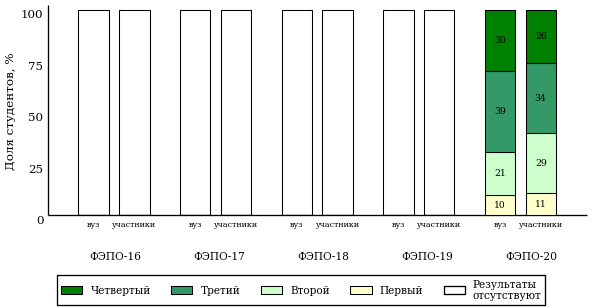 Доля студентов, %
100
75
50
25
0
30
39
21
10
26
34
29
11
вуз участники вуз участники вуз участники вуз участники вуз участники
ФЭПО-16 ФЭПО-17 ФЭПО-18 ФЭПО-19 ФЭПО-20
Четвертый Третий Второй Первый Результаты
отсутствуют